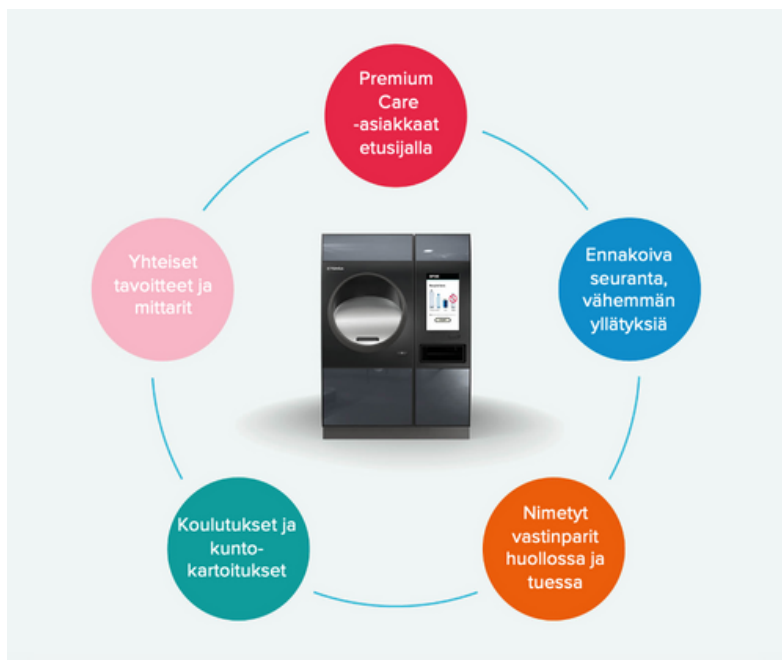 Premium
Care
-asiakkaat
etusijalla
Ennakoiva
seuranta,
vähemmän
yllätyksiä
Nimetyt
vastinparit
huollossa ja
tuessa
Koulutukset ja
kunto-
kartoitukset
Yhteiset
tavoitteet ja
mittarit